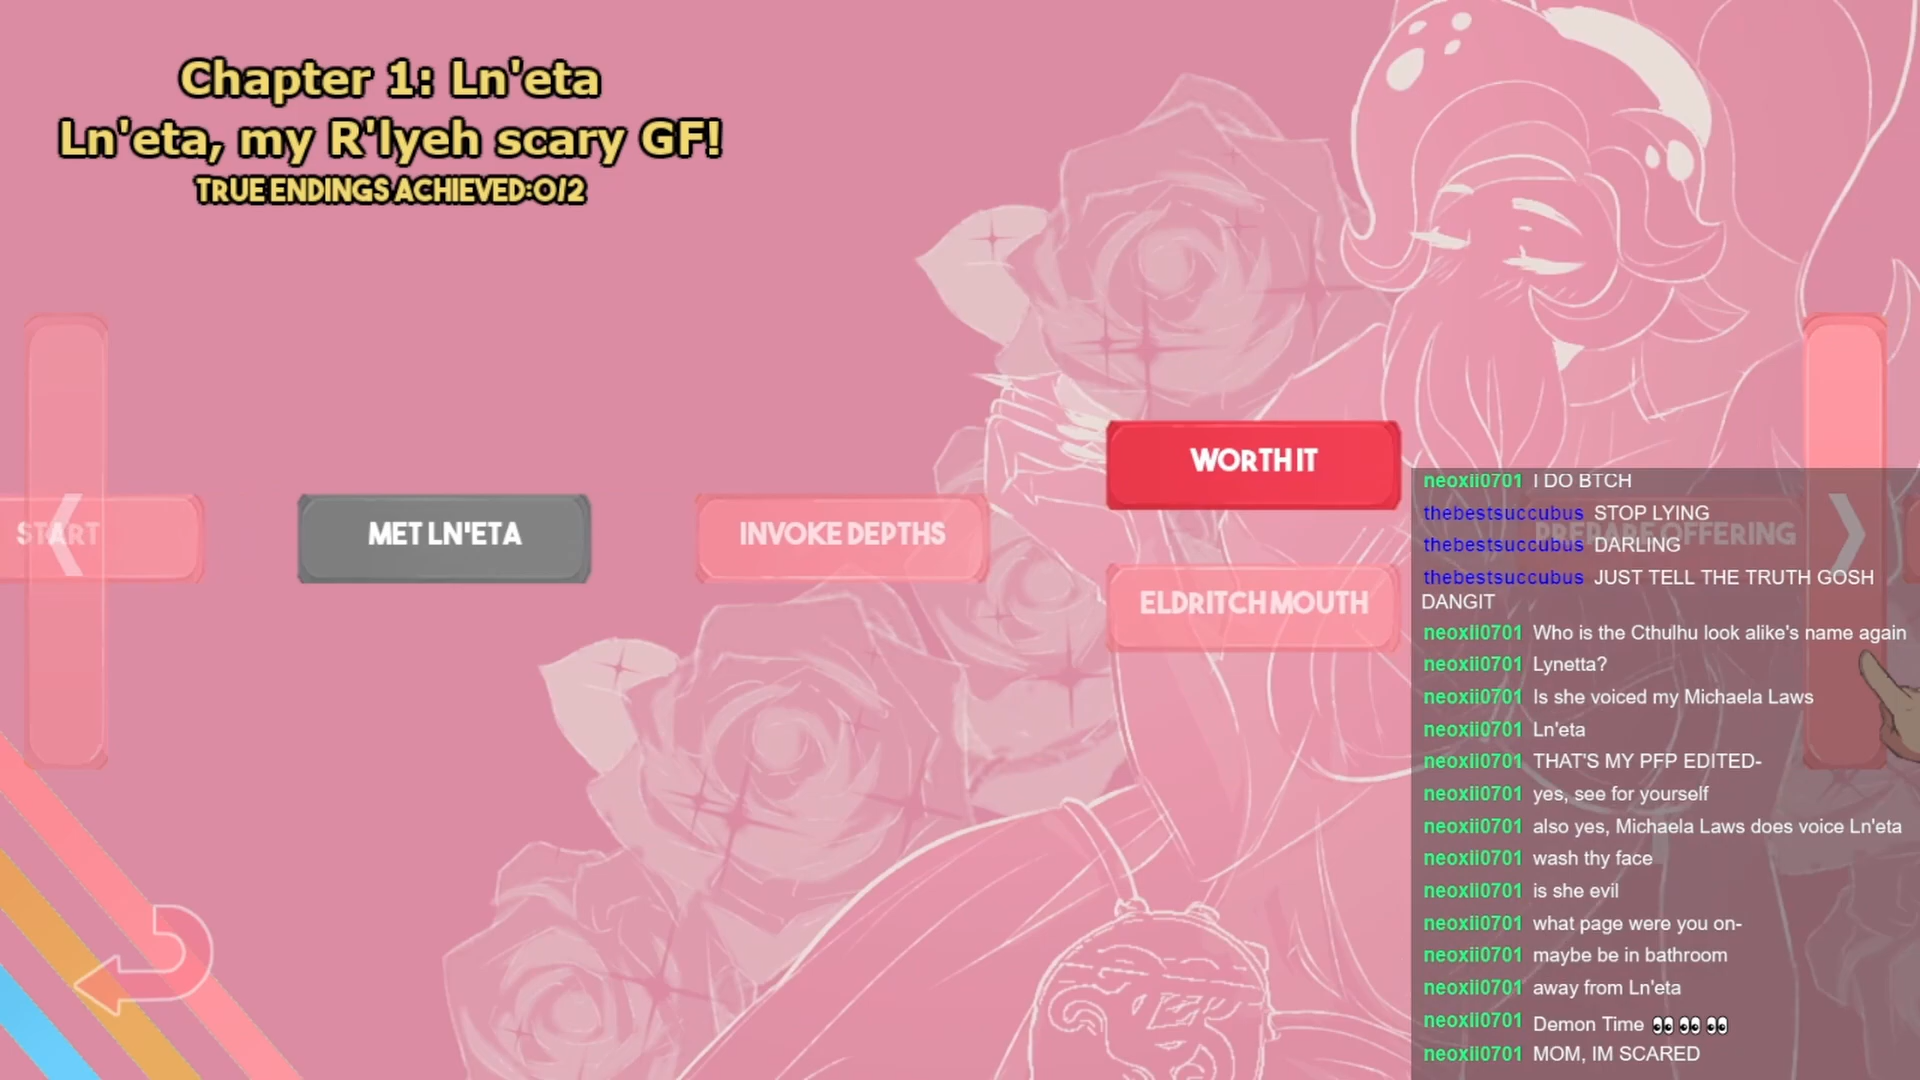 Chapter 1: Ln'eta
Ln'eta, my R'lyeh scary GF!
TRUE ENDINGS ACHIEVED:0/2
START
MET LN'ETA
INVOKE DEPTHS
WORTH IT
ELDRITCH MOUTH
PREPARE OFFERING
neoxii0701 I DO BTCH
thebestsuccubus STOP LYING
thebestsuccubus DARLING
thebestsuccubus JUST TELL THE TRUTH GOSH
DANGIT
neoxii0701 Who is the Cthulhu look alike's name again
neoxii0701 Lynetta?
neoxii0701 Is she voiced my Michaela Laws
neoxii0701 Ln'eta
neoxii0701 THAT'S MY PFP EDITED-
neoxii0701 yes, see for yourself
neoxii0701 also yes, Michaela Laws does voice Ln'eta
neoxii0701 wash thy face
neoxii0701 is she evil
neoxii0701 what page were you on-
neoxii0701 maybe be in bathroom
neoxii0701 away from Ln'eta
neoxii0701 Demon Time 👀 👀 👀
neoxii0701 MOM, IM SCARED